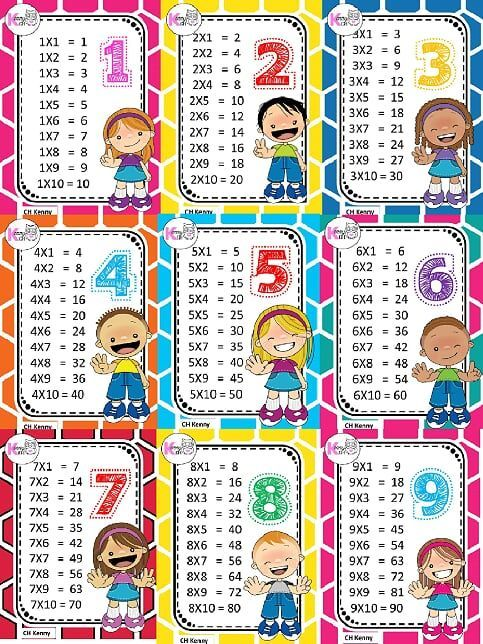 1
1X1 = 1
1X2 = 2
1X3 = 3
1X4 = 4
1X5 = 5
1X6 = 6
1X7 = 7
1X8 = 8
1X9 = 9
1X10 = 10
CH Kenny
2
2X1 = 2
2X2 = 4
2X3 = 6
2X4 = 8
2X5 = 10
2X6 = 12
2X7 = 14
2X8 = 16
2X9 = 18
2X10 = 20
CH Kenny
3
3X1 = 3
3X2 = 6
3X3 = 9
3X4 = 12
3X5 = 15
3X6 = 18
3X7 = 21
3X8 = 24
3X9 = 27
3X10 = 30
CH Kenny
4
4X1 = 4
4X2 = 8
4X3 = 12
4X4 = 16
4X5 = 20
4X6 = 24
4X7 = 28
4X8 = 32
4X9 = 36
4X10 = 40
CH Kenny
5
5X1 = 5
5X2 = 10
5X3 = 15
5X4 = 20
5X5 = 25
5X6 = 30
5X7 = 35
5X8 = 40
5X9 = 45
5X10 = 50
CH Kenny
6
6X1 = 6
6X2 = 12
6X3 = 18
6X4 = 24
6X5 = 30
6X6 = 36
6X7 = 42
6X8 = 48
6X9 = 54
6X10 = 60
CH Kenny
7
7X1 = 7
7X2 = 14
7X3 = 21
7X4 = 28
7X5 = 35
7X6 = 42
7X7 = 49
7X8 = 56
7X9 = 63
7X10 = 70
CH Kenny
8
8X1 = 8
8X2 = 16
8X3 = 24
8X4 = 32
8X5 = 40
8X6 = 48
8X7 = 56
8X8 = 64
8X9 = 72
8X10 = 80
CH Kenny
9
9X1 = 9
9X2 = 18
9X3 = 27
9X4 = 36
9X5 = 45
9X6 = 54
9X7 = 63
9X8 = 72
9X9 = 81
9X10 = 90
CH Kenny